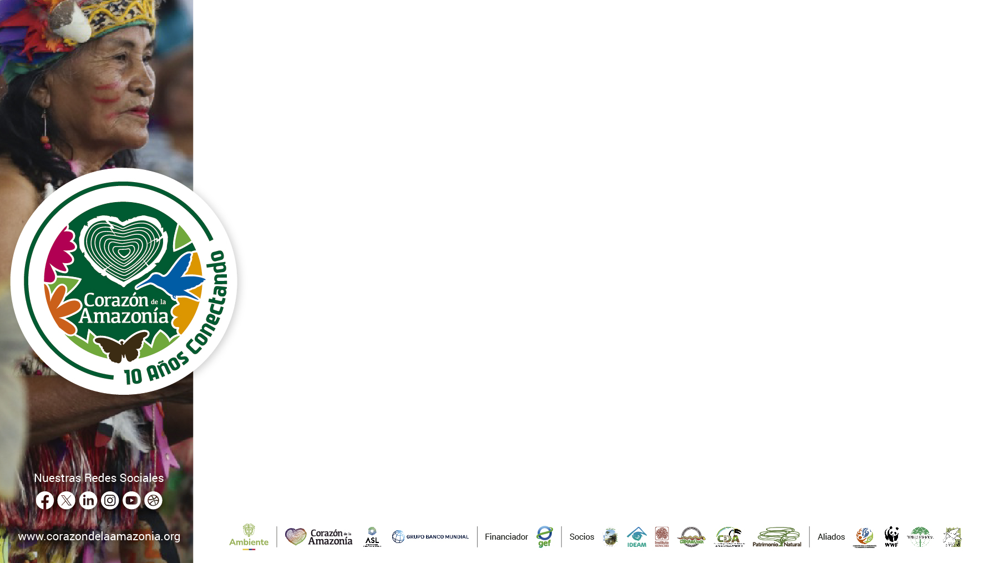 Corazón de la
Amazonía
10 Años Conectando
Nuestras Redes Sociales
www.corazondelaamazonia.org
Ambiente
Corazón de la
Amazonía
ASL
GRUPO BANCO MUNDIAL
Financiador
gef
Socios
IDEAM
Instituto
SINCHI
CDA
Patrimonio Natural
Aliados
WWF